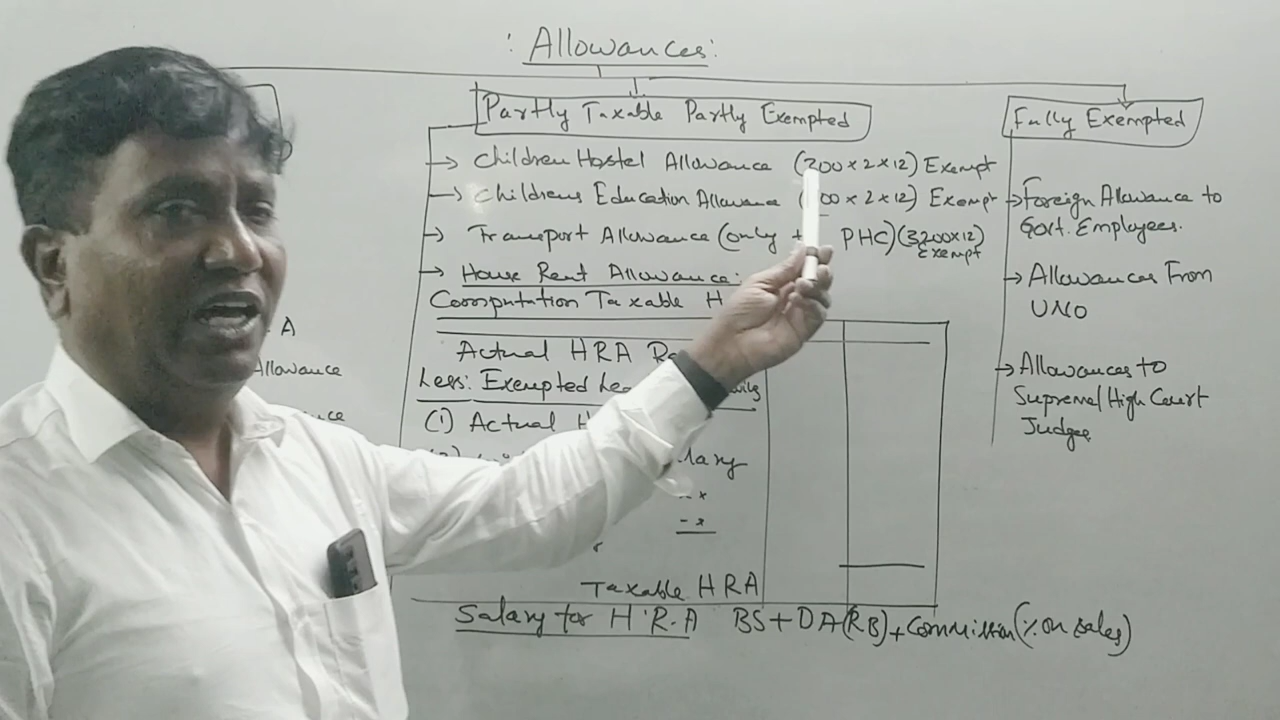 : Allowances:
Partly Taxable Partly Exempted
Fully Exempted
→ Children Hostel Allowance (300 × 2 × 12) Exempt
→ Childrens Education Allowance 00 × 2 × 12) Exempt
→ Transport Allowance (only PHC) (3200×12) Exempt
→ House Rent Allowance:
Computation Taxable H
Actual HRA
Less: Exempted
(1) Actual H
Taxable HRA
Salary for H.R.A BS + DA(RB) + Commission (% on sales)
→ Foreign Allowance to
Govt. Employees.
→ Allowances From
UNO
→ Allowances to
Supreme/High Court
Judges
A
Allowance